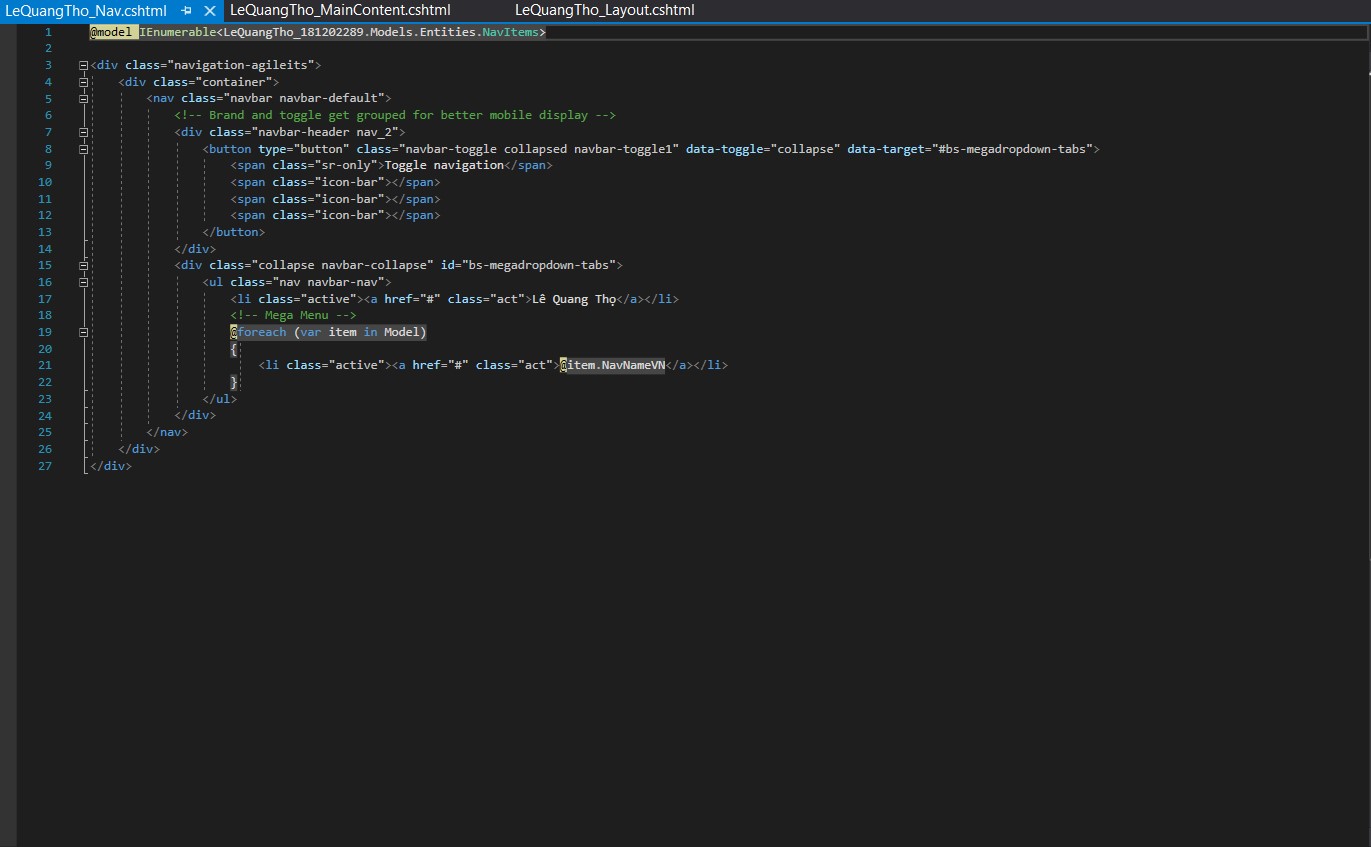 LeQuangTho_Nav.cshtml LeQuangTho_MainContent.cshtml LeQuangTho_Layout.cshtml
1 @model IEnumerable<LeQuangTho_181202289.Models.Entities.NavItems>
2
3 <div class="navigation-agileits">
4 <div class="container">
5 <nav class="navbar navbar-default">
6 <!-- Brand and toggle get grouped for better mobile display -->
7 <div class="navbar-header nav_2">
8 <button type="button" class="navbar-toggle collapsed navbar-toggle1" data-toggle="collapse" data-target="#bs-megadropdown-tabs">
9 <span class="sr-only">Toggle navigation</span>
10 <span class="icon-bar"></span>
11 <span class="icon-bar"></span>
12 <span class="icon-bar"></span>
13 </button>
14 </div>
15 <div class="collapse navbar-collapse" id="bs-megadropdown-tabs">
16 <ul class="nav navbar-nav">
17 <li class="active"><a href="#" class="act">Lê Quang Thọ</a></li>
18 <!-- Mega Menu -->
19 @foreach (var item in Model)
20 {
21 <li class="active"><a href="#" class="act">@item.NavNameVN</a></li>
22 }
23 </ul>
24 </div>
25 </nav>
26 </div>
27 </div>